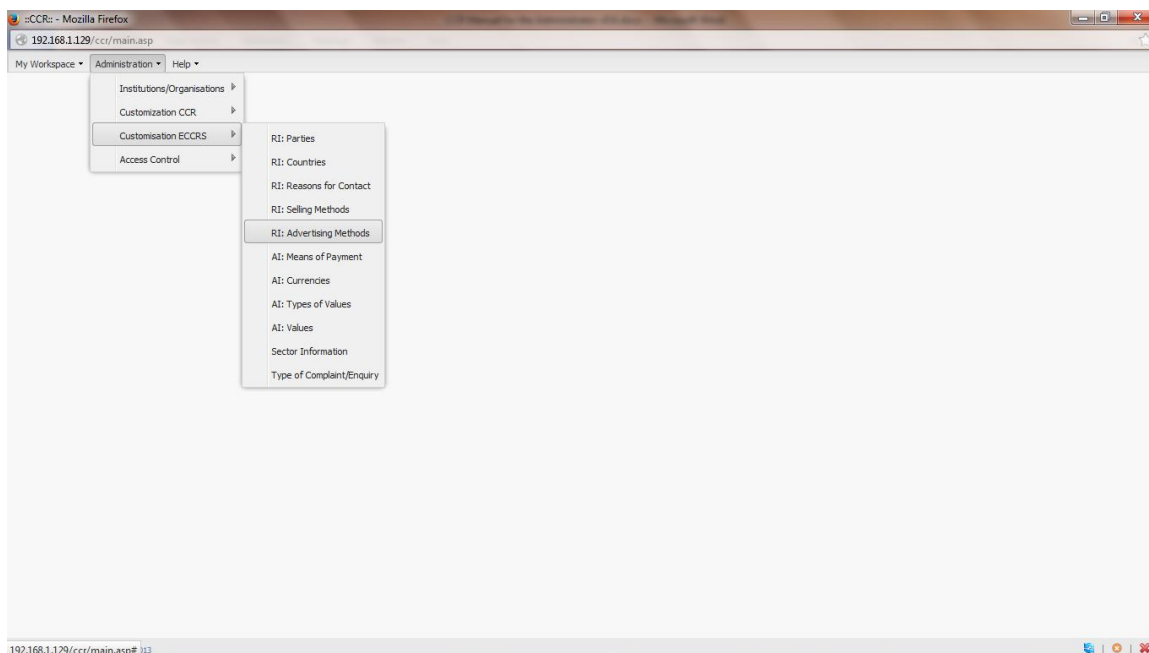 ::CCR:: - Mozilla Firefox
192.168.1.129/ccr/main.asp
My Workspace Administration Help
Institutions/Organisations
Customization CCR
Customisation ECCRS
Access Control
RI: Parties
RI: Countries
RI: Reasons for Contact
RI: Selling Methods
RI: Advertising Methods
AI: Means of Payment
AI: Currencies
AI: Types of Values
AI: Values
Sector Information
Type of Complaint/Enquiry
192.168.1.129/ccr/main.asp# 013